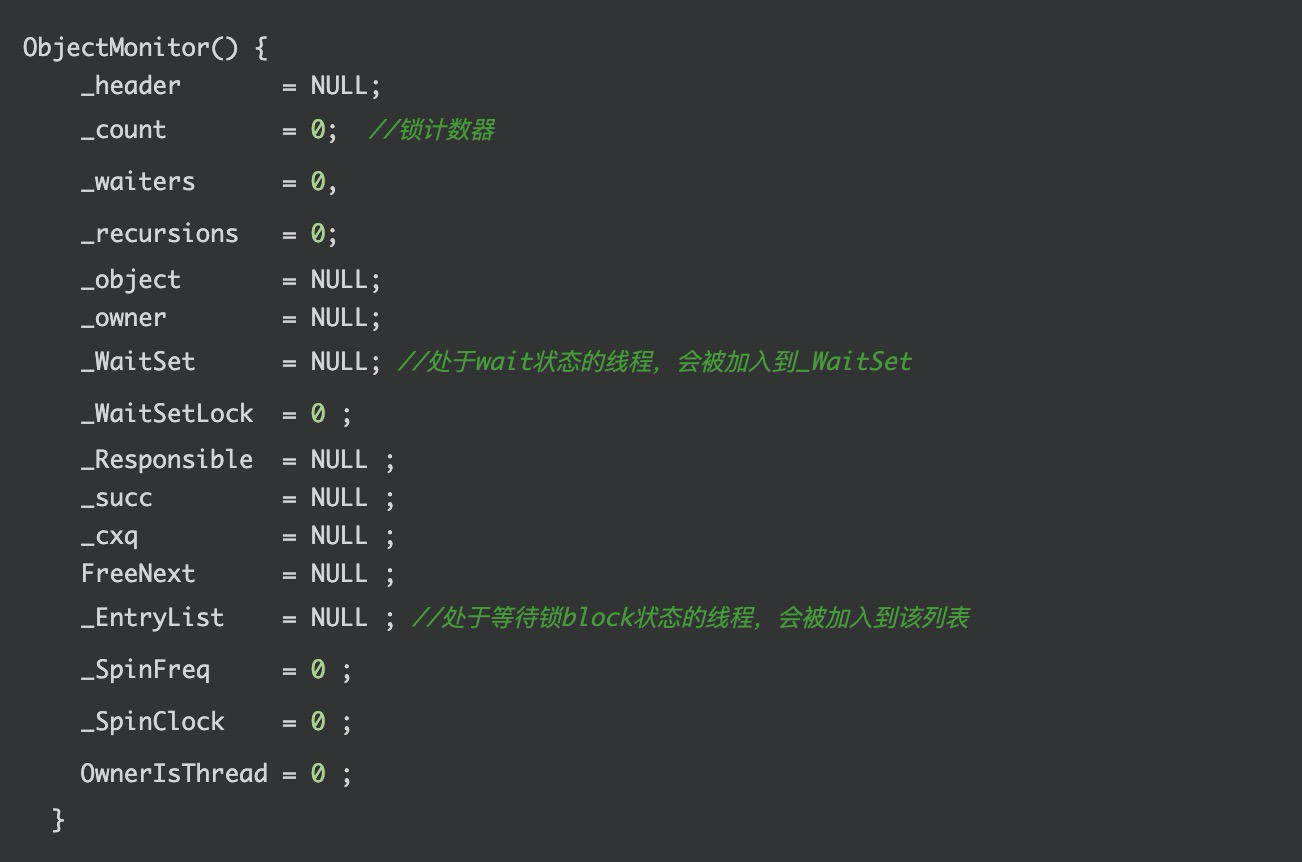 ObjectMonitor() {
    _header       = NULL;
    _count        = 0;  //锁计数器
    _waiters      = 0,
    _recursions   = 0;
    _object       = NULL;
    _owner        = NULL;
    _WaitSet      = NULL; //处于wait状态的线程，会被加入到_WaitSet
    _WaitSetLock  = 0 ;
    _Responsible  = NULL ;
    _succ         = NULL ;
    _cxq          = NULL ;
    FreeNext      = NULL ;
    _EntryList    = NULL ; //处于等待锁block状态的线程，会被加入到该列表
    _SpinFreq     = 0 ;
    _SpinClock    = 0 ;
    OwnerIsThread = 0 ;
  }